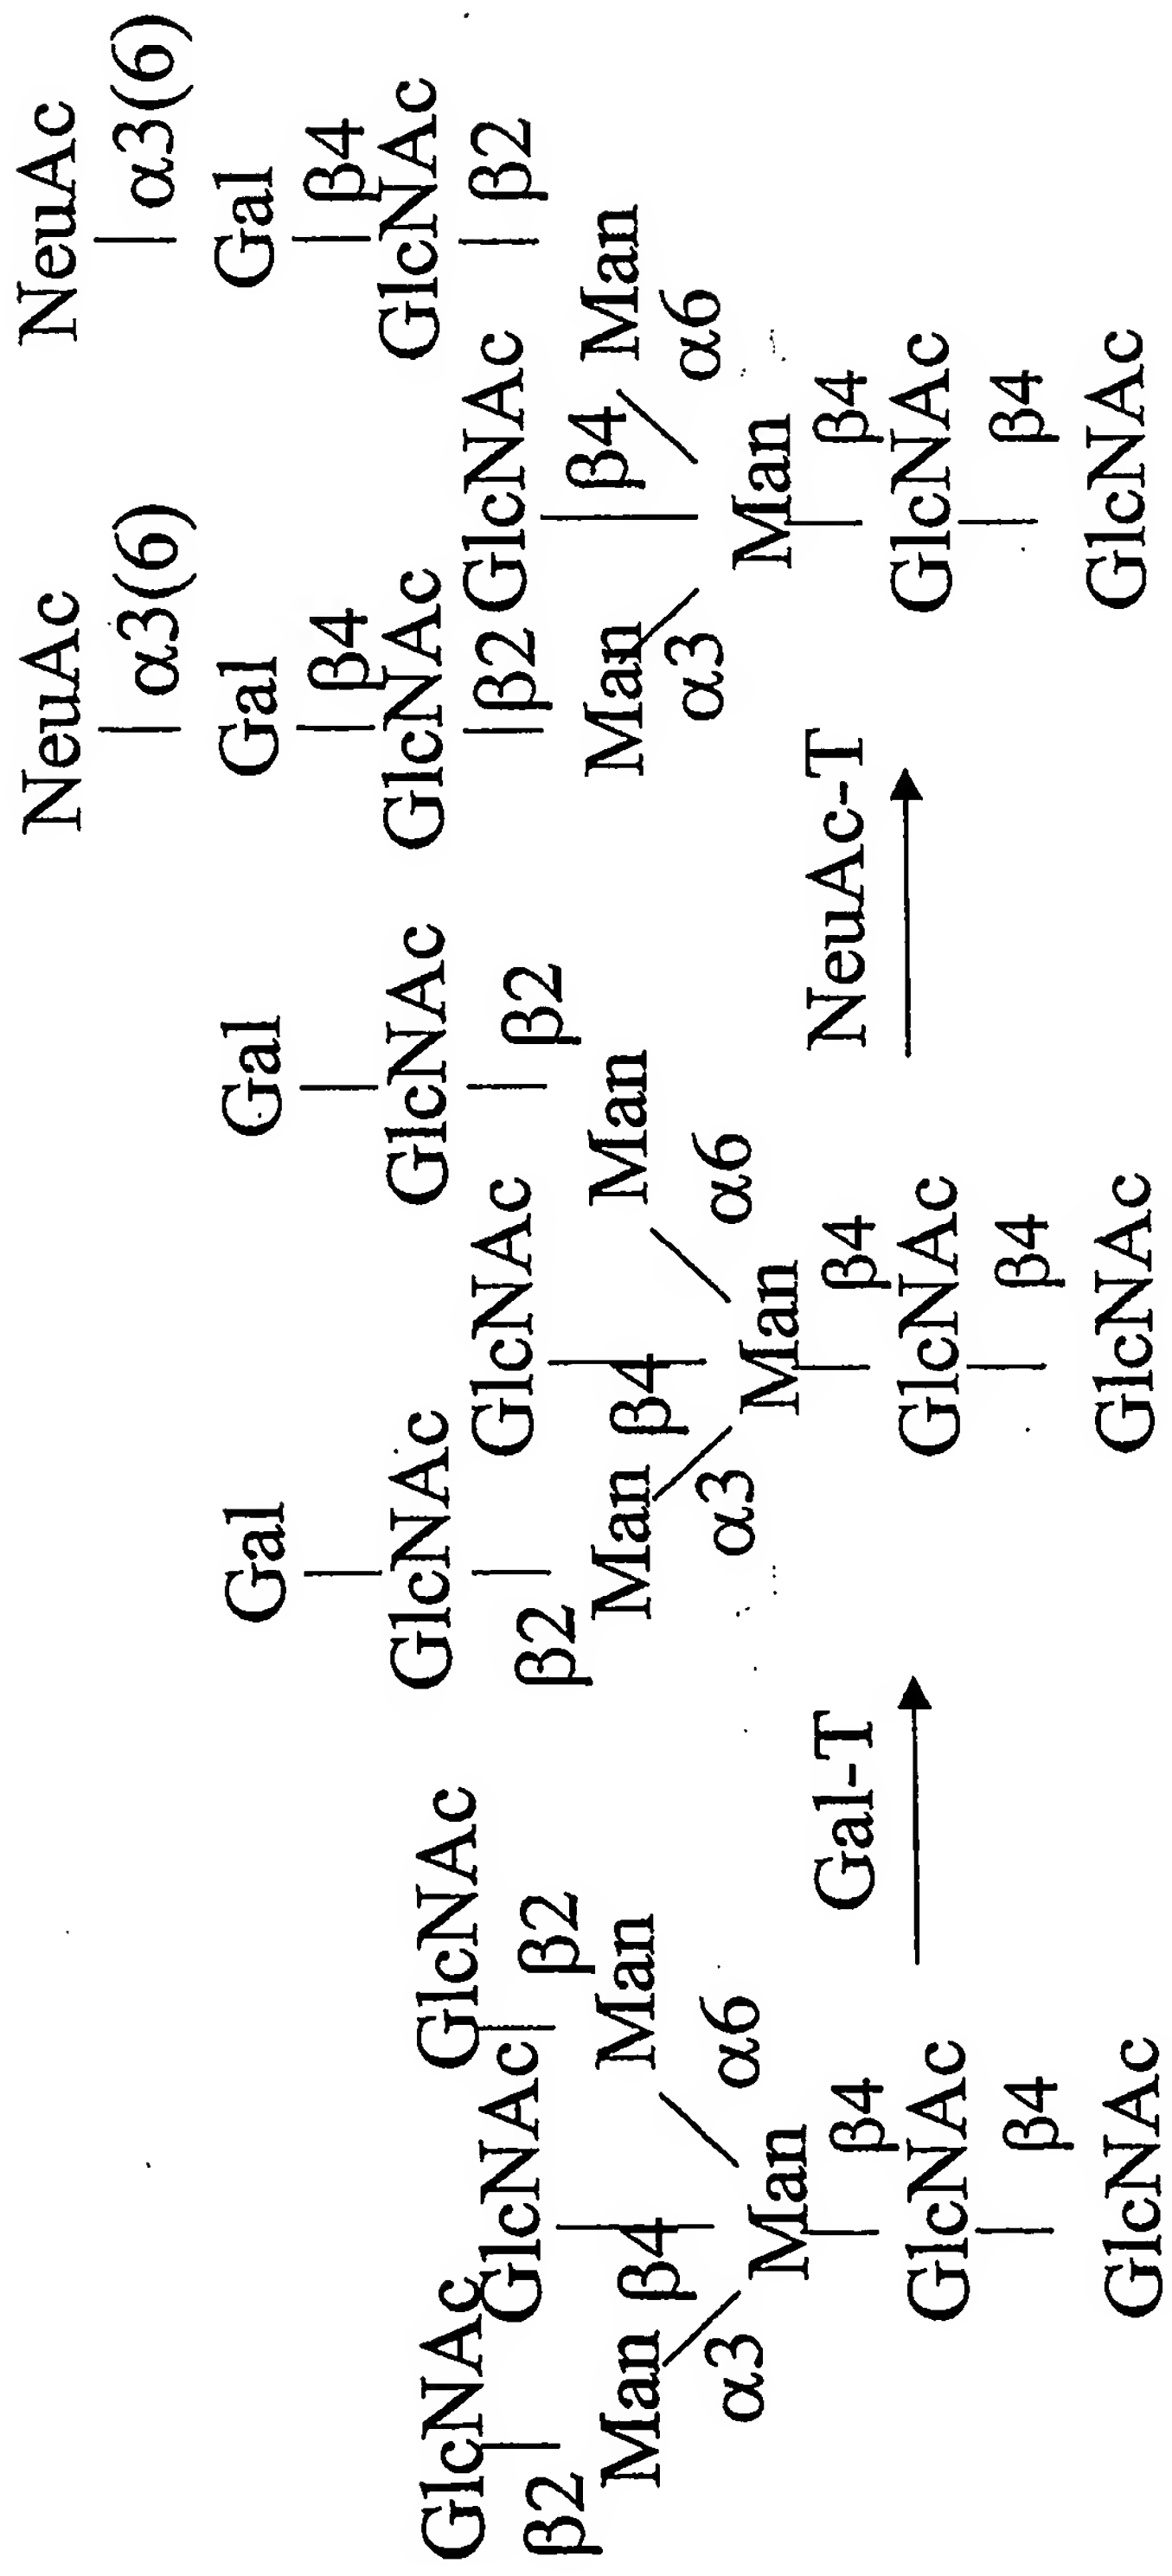 GlcNAc GlcNAc
GlcNAc
β2 β2
Man β4 Man
α3 α6
Man
β4
GlcNAc
β4
GlcNAc
Gal-T
Gal Gal
GlcNAc GlcNAc
GlcNAc
β2 β2
Man β4 Man
α3 α6
Man
β4
GlcNAc
β4
GlcNAc
NeuAc-T
NeuAc NeuAc
α3(6) α3(6)
Gal Gal
β4 β4
GlcNAc GlcNAc
β2 GlcNAc β2
Man β4 Man
α3 α6
Man
β4
GlcNAc
β4
GlcNAc